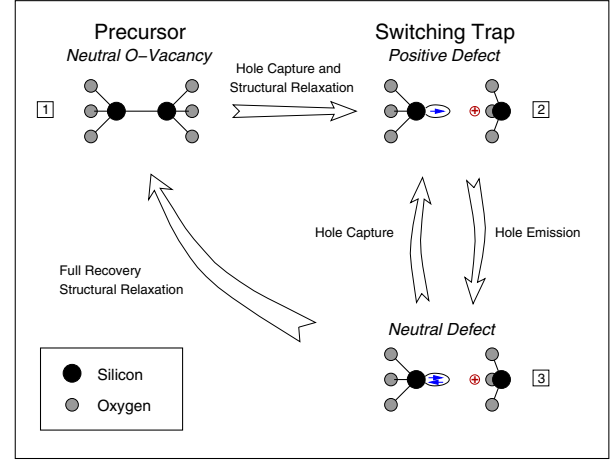 Precursor
Neutral O−Vacancy
Switching Trap
Positive Defect
Hole Capture and
Structural Relaxation
1
2
Hole Capture
Hole Emission
Full Recovery
Structural Relaxation
Neutral Defect
3
Silicon
Oxygen